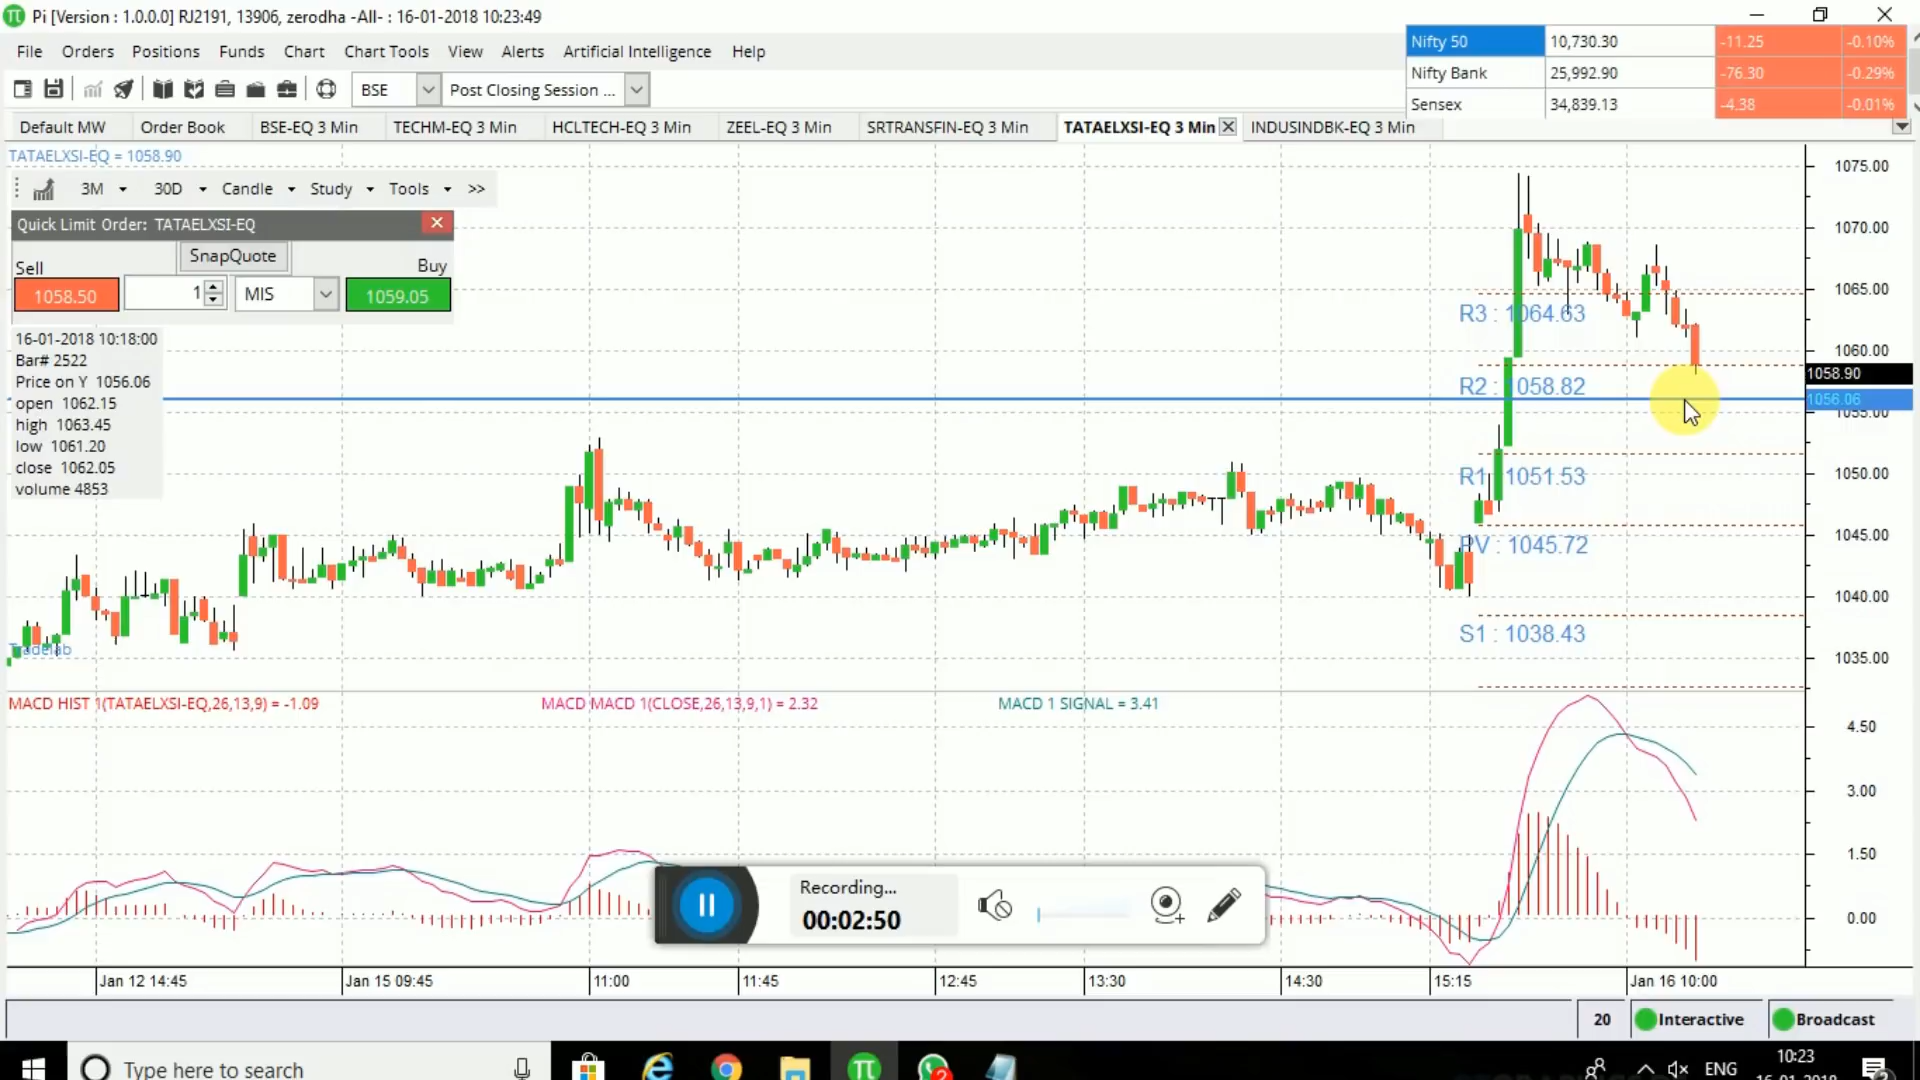 Pi [Version : 1.0.0.0] RJ2191, 13906, zerodha -All- : 16-01-2018 10:23:49
File Orders Positions Funds Chart Chart Tools View Alerts Artificial Intelligence Help
Nifty 50 10,730.30 -11.25 -0.10%
Nifty Bank 25,992.90 -76.30 -0.29%
Sensex 34,839.13 -4.38 -0.01%
BSE Post Closing Session ...
Default MW Order Book BSE-EQ 3 Min TECHM-EQ 3 Min HCLTECH-EQ 3 Min ZEEL-EQ 3 Min SRTRANSFIN-EQ 3 Min TATAELXSI-EQ 3 Min INDUSINDBK-EQ 3 Min
TATAELXSI-EQ = 1058.90
3M 30D Candle Study Tools >>
Quick Limit Order: TATAELXSI-EQ
SnapQuote
Sell Buy
1058.50 1 MIS 1059.05
16-01-2018 10:18:00
Bar# 2522
Price on Y 1056.06
open 1062.15
high 1063.45
low 1061.20
close 1062.05
volume 4853
R3 : 1064.63
R2 : 1058.82
R1 : 1051.53
PV : 1045.72
S1 : 1038.43
1075.00
1070.00
1065.00
1060.00
1058.90
1056.06
1055.00
1050.00
1045.00
1040.00
1035.00
Tradelab
MACD HIST 1(TATAELXSI-EQ,26,13,9) = -1.09 MACD MACD 1(CLOSE,26,13,9,1) = 2.32 MACD 1 SIGNAL = 3.41
4.50
3.00
1.50
0.00
Recording...
00:02:50
Jan 12 14:45 Jan 15 09:45 11:00 11:45 12:45 13:30 14:30 15:15 Jan 16 10:00
20 Interactive Broadcast
Type here to search
2
ENG 10:23
16-01-2018